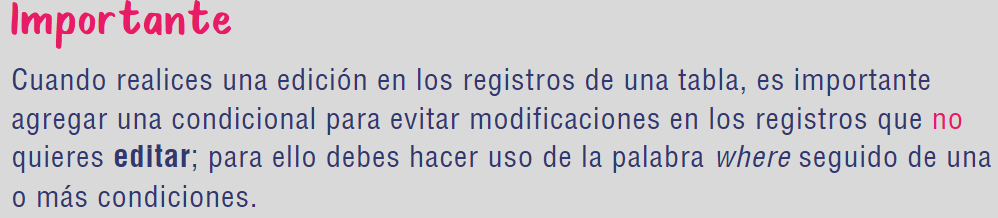 Importante
Cuando realices una edición en los registros de una tabla, es importante
agregar una condicional para evitar modificaciones en los registros que no
quieres editar; para ello debes hacer uso de la palabra where seguido de una
o más condiciones.